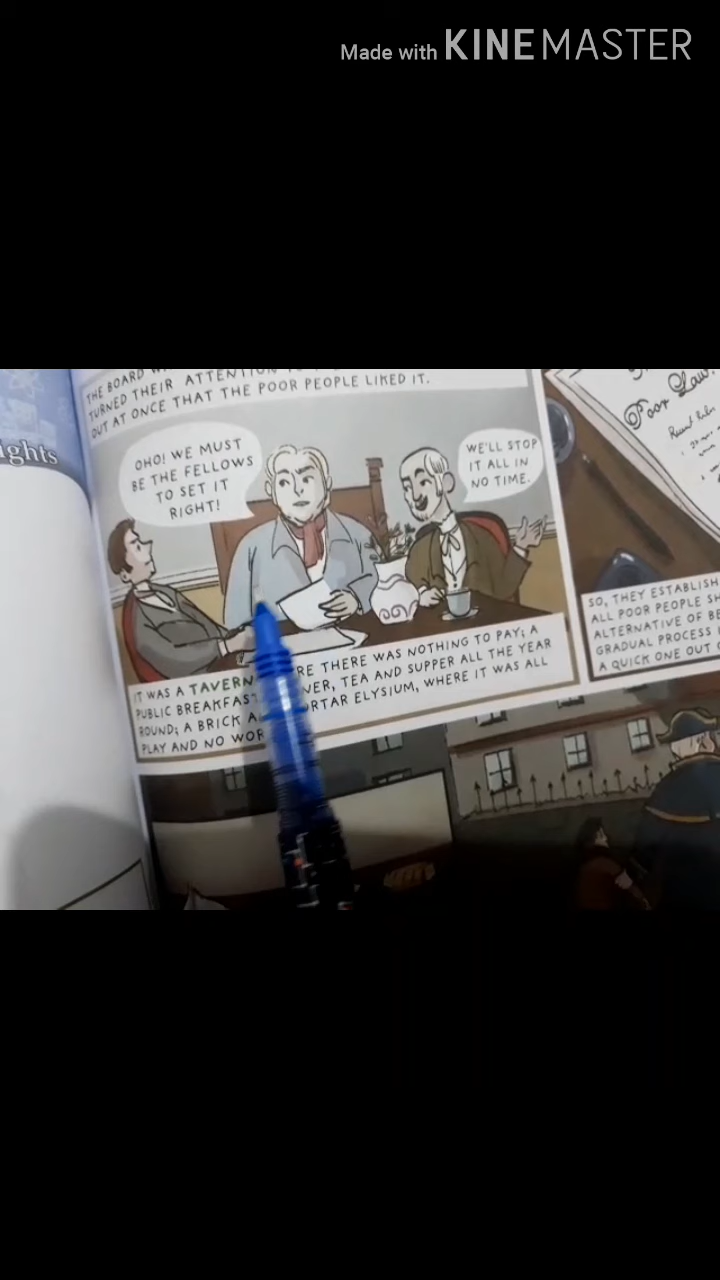 Made with KINEMASTER
ghts
THE BOARD
TURNED THEIR ATTENTION
OUT AT ONCE THAT THE POOR PEOPLE LIKED IT.
OHO! WE MUST
BE THE FELLOWS
TO SET IT
RIGHT!
WE'LL STOP
IT ALL IN
NO TIME.
IT WAS A TAVERN RE THERE WAS NOTHING TO PAY; A
PUBLIC BREAKFAST NER, TEA AND SUPPER ALL THE YEAR
ROUND; A BRICK A ORTAR ELYSIUM, WHERE IT WAS ALL
PLAY AND NO WOR
Poor Law
SO, THEY ESTABLISH
ALL POOR PEOPLE SH
ALTERNATIVE OF BE
GRADUAL PROCESS
A QUICK ONE OUT